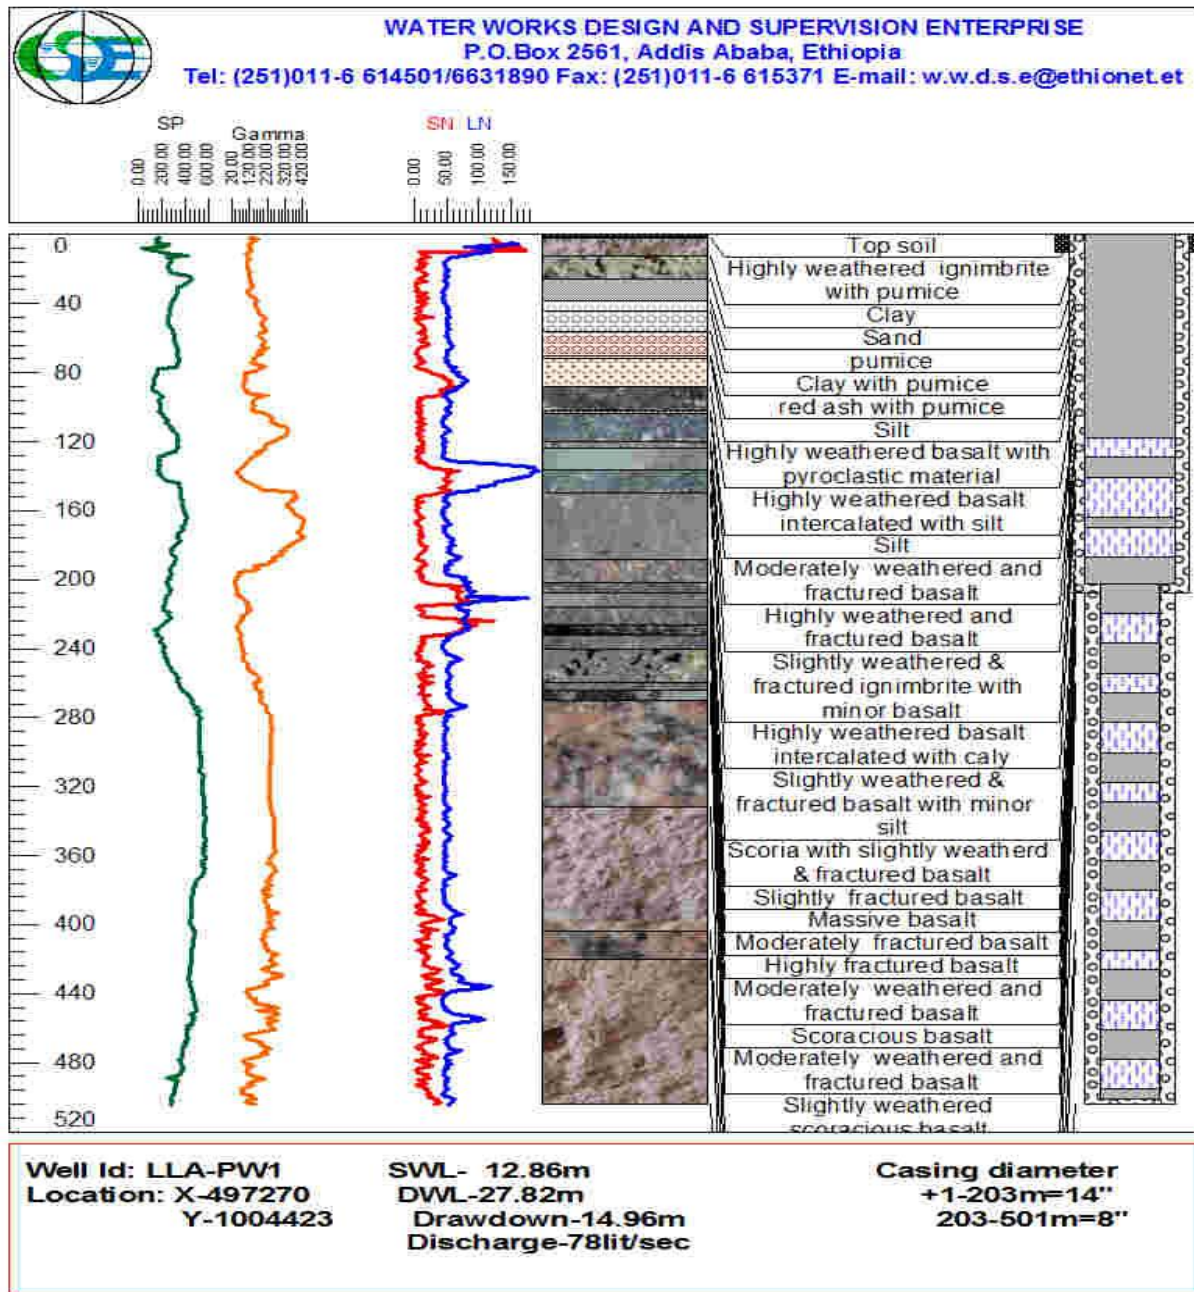 WATER WORKS DESIGN AND SUPERVISION ENTERPRISE
P.O.Box 2561, Addis Ababa, Ethiopia
Tel: (251)011-6 614501/6631890 Fax: (251)011-6 615371 E-mail: w.w.d.s.e@ethionet.et
SP
Gamma
SN LN
0.00
200.00
400.00
600.00
20.00
120.00
220.00
320.00
420.00
0.00
50.00
100.00
150.00
0
40
80
120
160
200
240
280
320
360
400
440
480
520
Top soil
Highly weathered ignimbrite
with pumice
Clay
Sand
pumice
Clay with pumice
red ash with pumice
Silt
Highly weathered basalt with
pyroclastic material
Highly weathered basalt
intercalated with silt
Silt
Moderately weathered and
fractured basalt
Highly weathered and
fractured basalt
Slightly weathered &
fractured ignimbrite with
minor basalt
Highly weathered basalt
intercalated with caly
Slightly weathered &
fractured basalt with minor
silt
Scoria with slightly weatherd
& fractured basalt
Slightly fractured basalt
Massive basalt
Moderately fractured basalt
Highly fractured basalt
Moderately weathered and
fractured basalt
Scoracious basalt
Moderately weathered and
fractured basalt
Slightly weathered
scoracious basalt
Well Id: LLA-PW1
Location: X-497270
Y-1004423
SWL- 12.86m
DWL-27.82m
Drawdown-14.96m
Discharge-78lit/sec
Casing diameter
+1-203m=14"
203-501m=8"